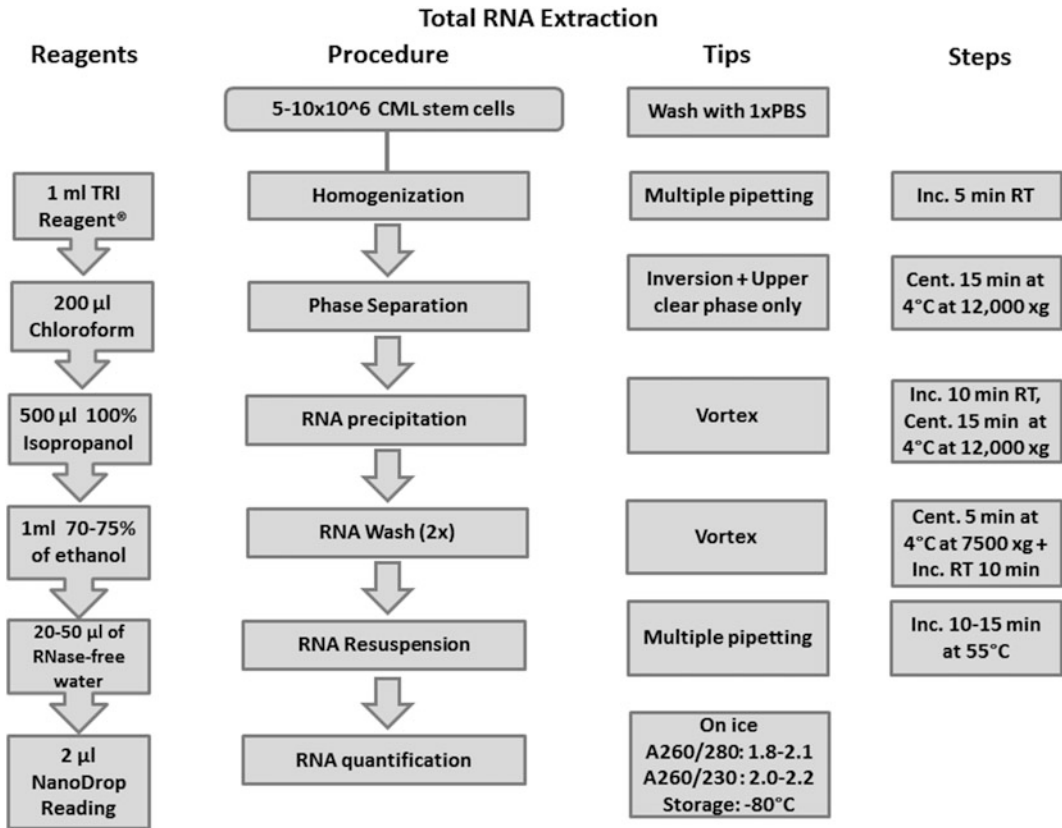 Total RNA Extraction
Reagents
Procedure
Tips
Steps
5-10x10^6 CML stem cells
Wash with 1xPBS
1 ml TRI
Reagent®
Homogenization
Multiple pipetting
Inc. 5 min RT
200 µl
Chloroform
Phase Separation
Inversion + Upper
clear phase only
Cent. 15 min at
4°C at 12,000 xg
500 µl 100%
Isopropanol
RNA precipitation
Vortex
Inc. 10 min RT,
Cent. 15 min at
4°C at 12,000 xg
1ml 70-75%
of ethanol
RNA Wash (2x)
Vortex
Cent. 5 min at
4°C at 7500 xg +
Inc. RT 10 min
20-50 µl of
RNase-free
water
RNA Resuspension
Multiple pipetting
Inc. 10-15 min
at 55°C
2 µl
NanoDrop
Reading
RNA quantification
On ice
A260/280: 1.8-2.1
A260/230 : 2.0-2.2
Storage: -80°C